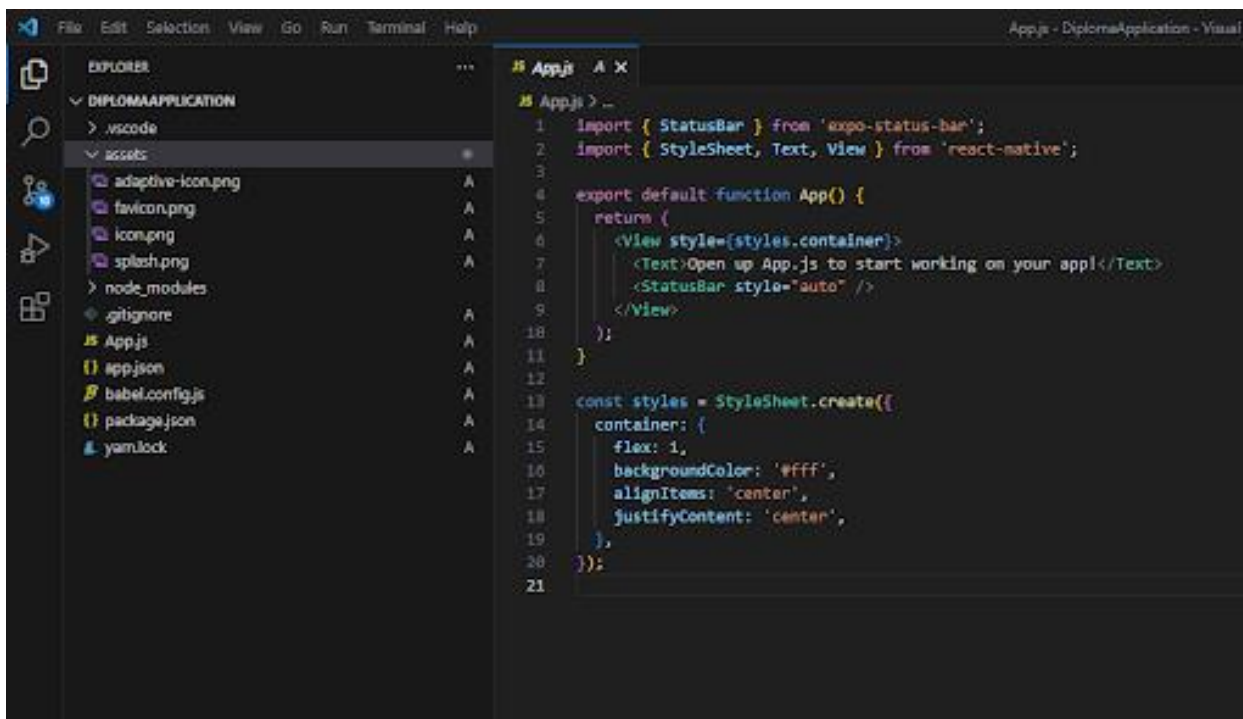 File Edit Selection View Go Run Terminal Help
App.js - DiplomaApplication - Visual
EXPLORER
DIPLOMAAPPLICATION
.vscode
assets
adaptive-icon.png A
favicon.png A
icon.png A
splash.png A
node_modules
.gitignore A
JS App.js A
{} app.json A
babel.config.js A
{} package.json A
yarn.lock A
10
JS App.js A X
JS App.js > ...
1 import { StatusBar } from 'expo-status-bar';
2 import { StyleSheet, Text, View } from 'react-native';
3
4 export default function App() {
5 return (
6 <View style={styles.container}>
7 <Text>Open up App.js to start working on your app!</Text>
8 <StatusBar style="auto" />
9 </View>
10 );
11 }
12
13 const styles = StyleSheet.create({
14 container: {
15 flex: 1,
16 backgroundColor: '#fff',
17 alignItems: 'center',
18 justifyContent: 'center',
19 },
20 });
21